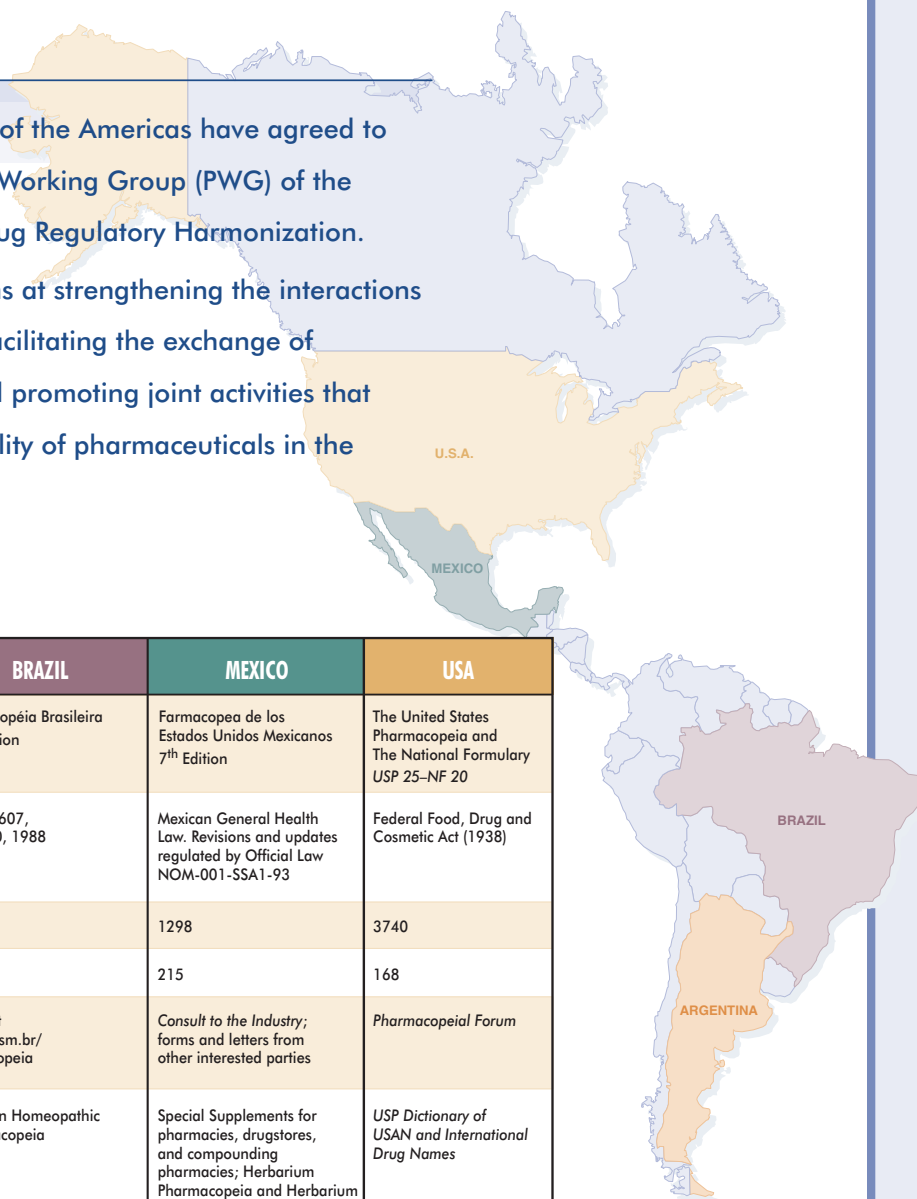 of the Americas have agreed to
Working Group (PWG) of the
ug Regulatory Harmonization.
s at strengthening the interactions
cilitating the exchange of
promoting joint activities that
lity of pharmaceuticals in the
U.S.A.
MEXICO
BRAZIL
ARGENTINA
BRAZIL
MEXICO
USA
opéia Brasileira
ion
Farmacopea de los
Estados Unidos Mexicanos
7th Edition
The United States
Pharmacopeia and
The National Formulary
USP 25–NF 20
607,
0, 1988
Mexican General Health
Law. Revisions and updates
regulated by Official Law
NOM-001-SSA1-93
Federal Food, Drug and
Cosmetic Act (1938)
1298
3740
215
168
sm.br/
opeia
Consult to the Industry;
forms and letters from
other interested parties
Pharmacopeial Forum
n Homeopathic
acopeia
Special Supplements for
pharmacies, drugstores,
and compounding
pharmacies; Herbarium
Pharmacopeia and Herbarium
USP Dictionary of
USAN and International
Drug Names